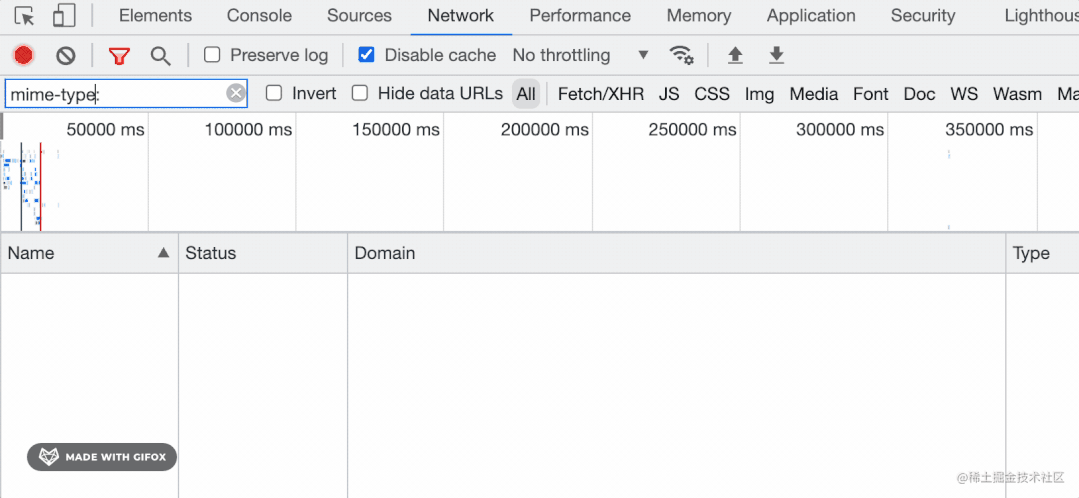 Elements Console Sources Network Performance Memory Application Security Lighthous
Preserve log Disable cache No throttling
mime-type: Invert Hide data URLs All Fetch/XHR JS CSS Img Media Font Doc WS Wasm Ma
50000 ms 100000 ms 150000 ms 200000 ms 250000 ms 300000 ms 350000 ms
Name Status Domain Type
MADE WITH GIFOX
@稀土掘金技术社区